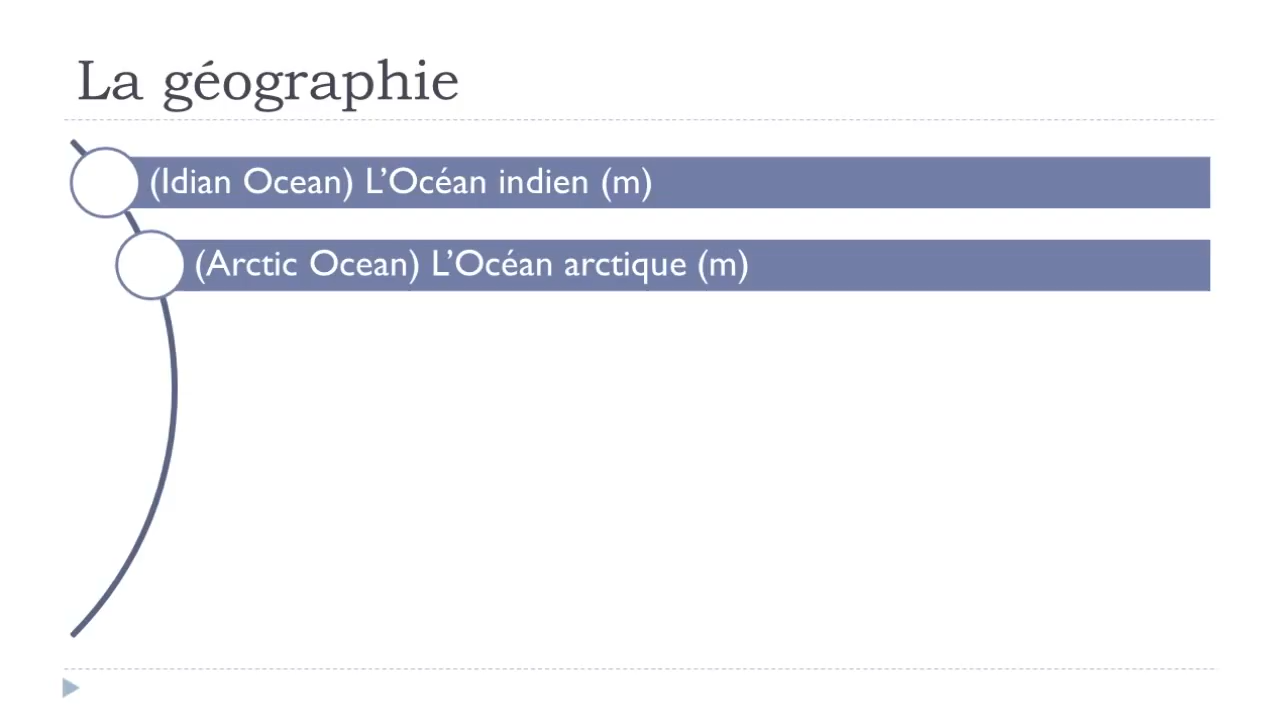 La géographie
(Idian Ocean) L’Océan indien (m)
(Arctic Ocean) L’Océan arctique (m)